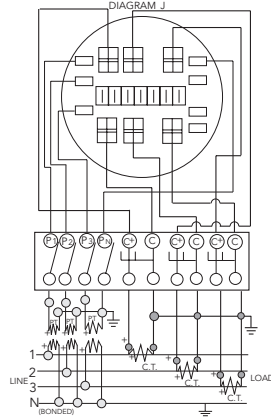 DIAGRAM J
P1 P2 P3 PN C+ C C+ C C+ C
PT PT PT
+ + +
1
+ C.T.
2
LINE
+ C.T.
LOAD
3
+ C.T.
N
(BONDED)